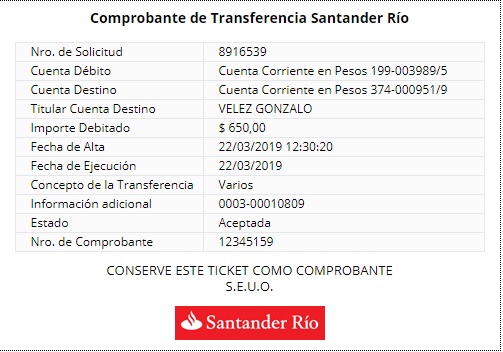 Comprobante de Transferencia Santander Río
Nro. de Solicitud 8916539
Cuenta Débito Cuenta Corriente en Pesos 199-003989/5
Cuenta Destino Cuenta Corriente en Pesos 374-000951/9
Titular Cuenta Destino VELEZ GONZALO
Importe Debitado $ 650,00
Fecha de Alta 22/03/2019 12:30:20
Fecha de Ejecución 22/03/2019
Concepto de la Transferencia Varios
Información adicional 0003-00010809
Estado Aceptada
Nro. de Comprobante 12345159
CONSERVE ESTE TICKET COMO COMPROBANTE
S.E.U.O.
Santander Río